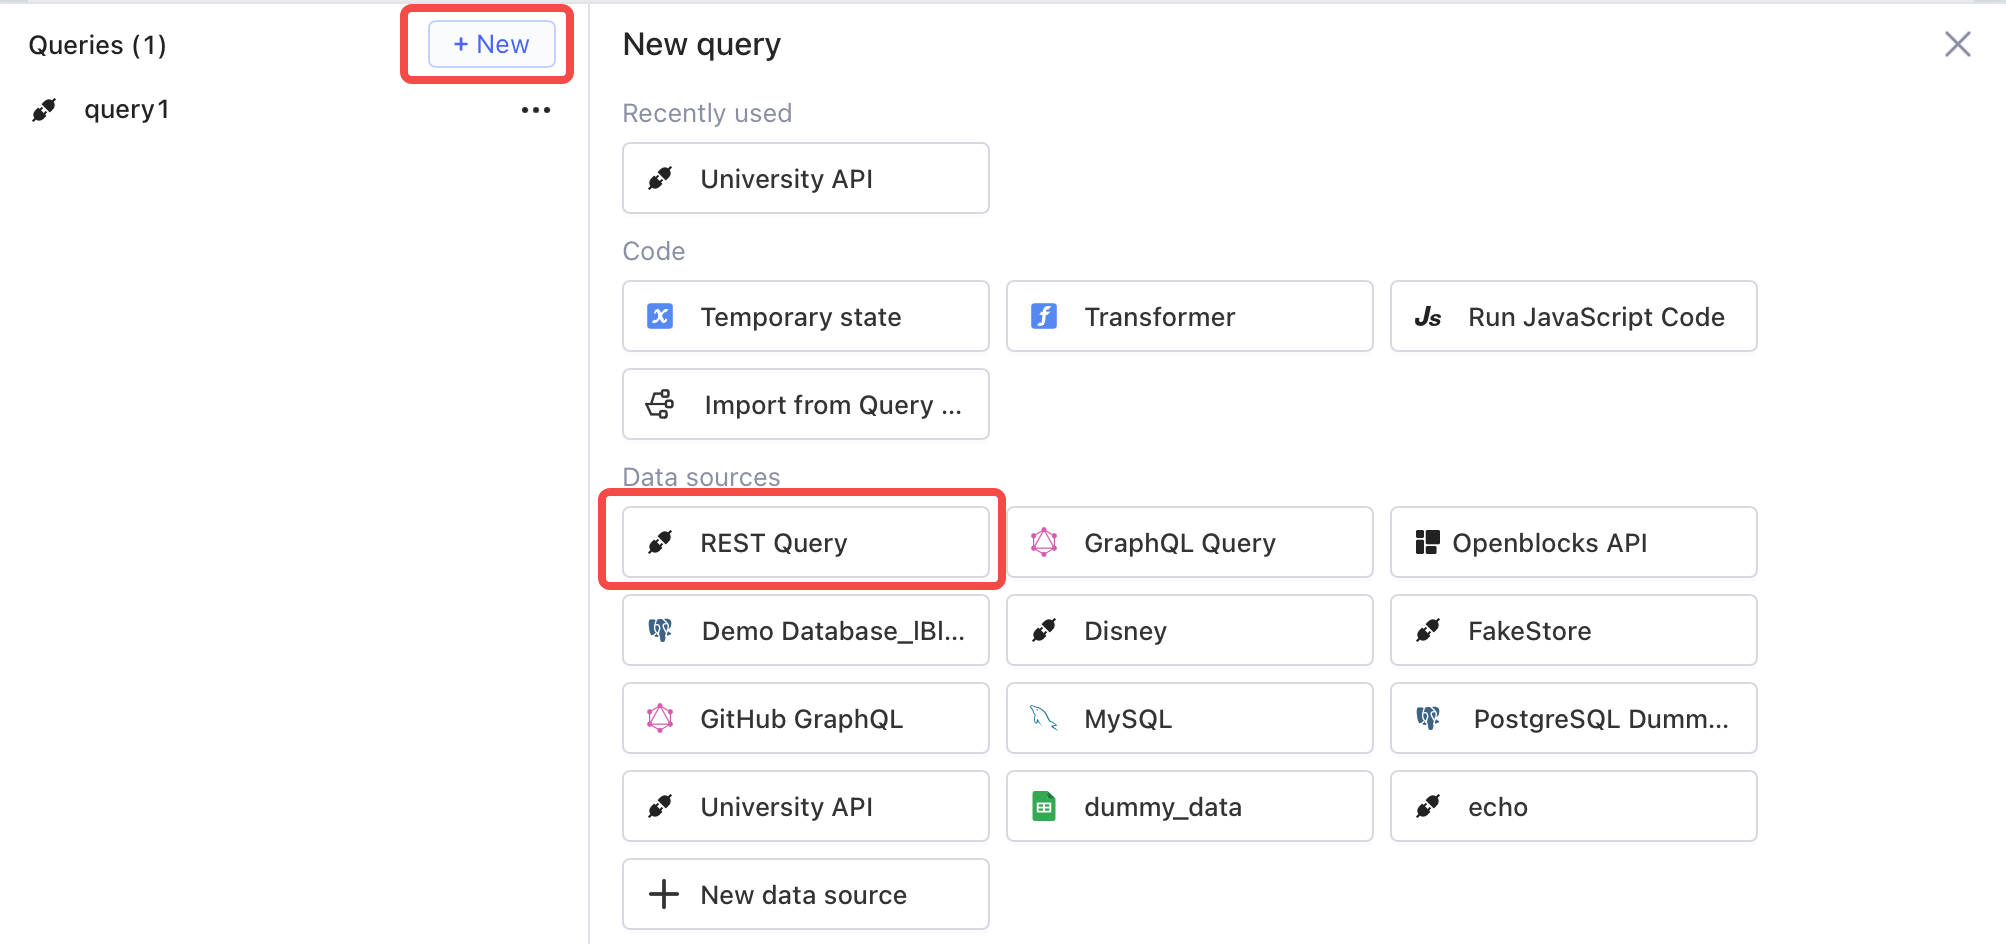 Queries (1)
+ New
query1
New query
Recently used
University API
Code
Temporary state
Transformer
Js Run JavaScript Code
Import from Query ...
Data sources
REST Query
GraphQL Query
Openblocks API
Demo Database_lBl...
Disney
FakeStore
GitHub GraphQL
MySQL
PostgreSQL Dumm...
University API
dummy_data
echo
New data source